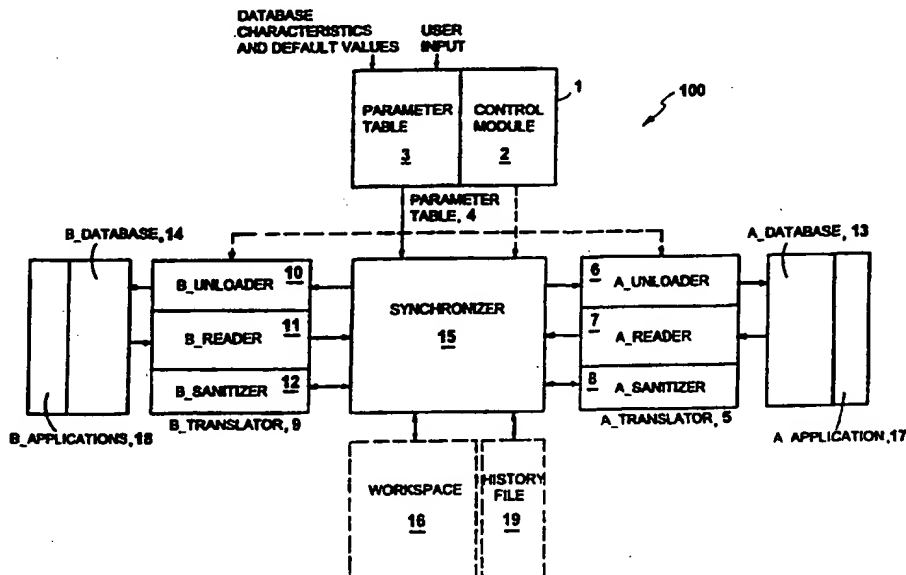 DATABASE
CHARACTERISTICS
AND DEFAULT VALUES
USER
INPUT
1
100
PARAMETER
TABLE
3
CONTROL
MODULE
2
PARAMETER
TABLE, 4
B_DATABASE, 14
A_DATABASE, 13
10
B_UNLOADER
11
B_READER
12
B_SANITIZER
SYNCHRONIZER
15
6
A_UNLOADER
7
A_READER
8
A_SANITIZER
B_APPLICATIONS, 18
B_TRANSLATOR, 9
A_TRANSLATOR, 5
A APPLICATION, 17
WORKSPACE
16
HISTORY
FILE
19